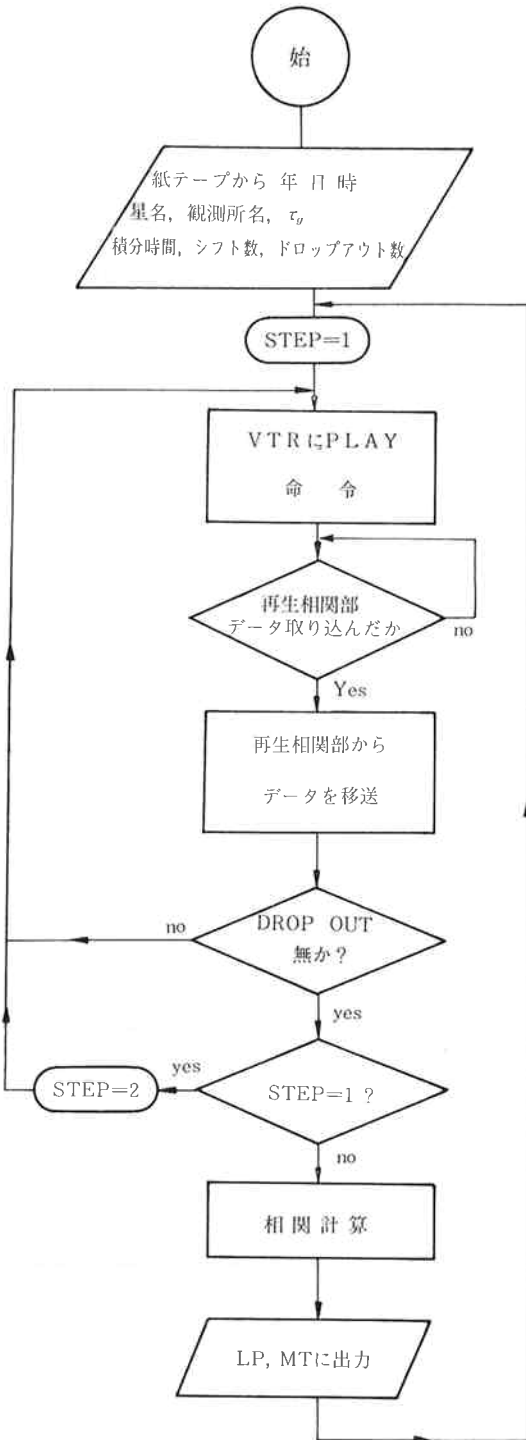 始
紙テープから 年 日 時
星名, 観測所名, τg
積分時間, シフト数, ドロップアウト数
STEP=1
VTRにPLAY
命 令
再生相関部
データ取り込んだか
no
Yes
再生相関部から
データを移送
DROP OUT
無か?
no
yes
STEP=1 ?
yes
STEP=2
no
相関計算
LP, MTに出力